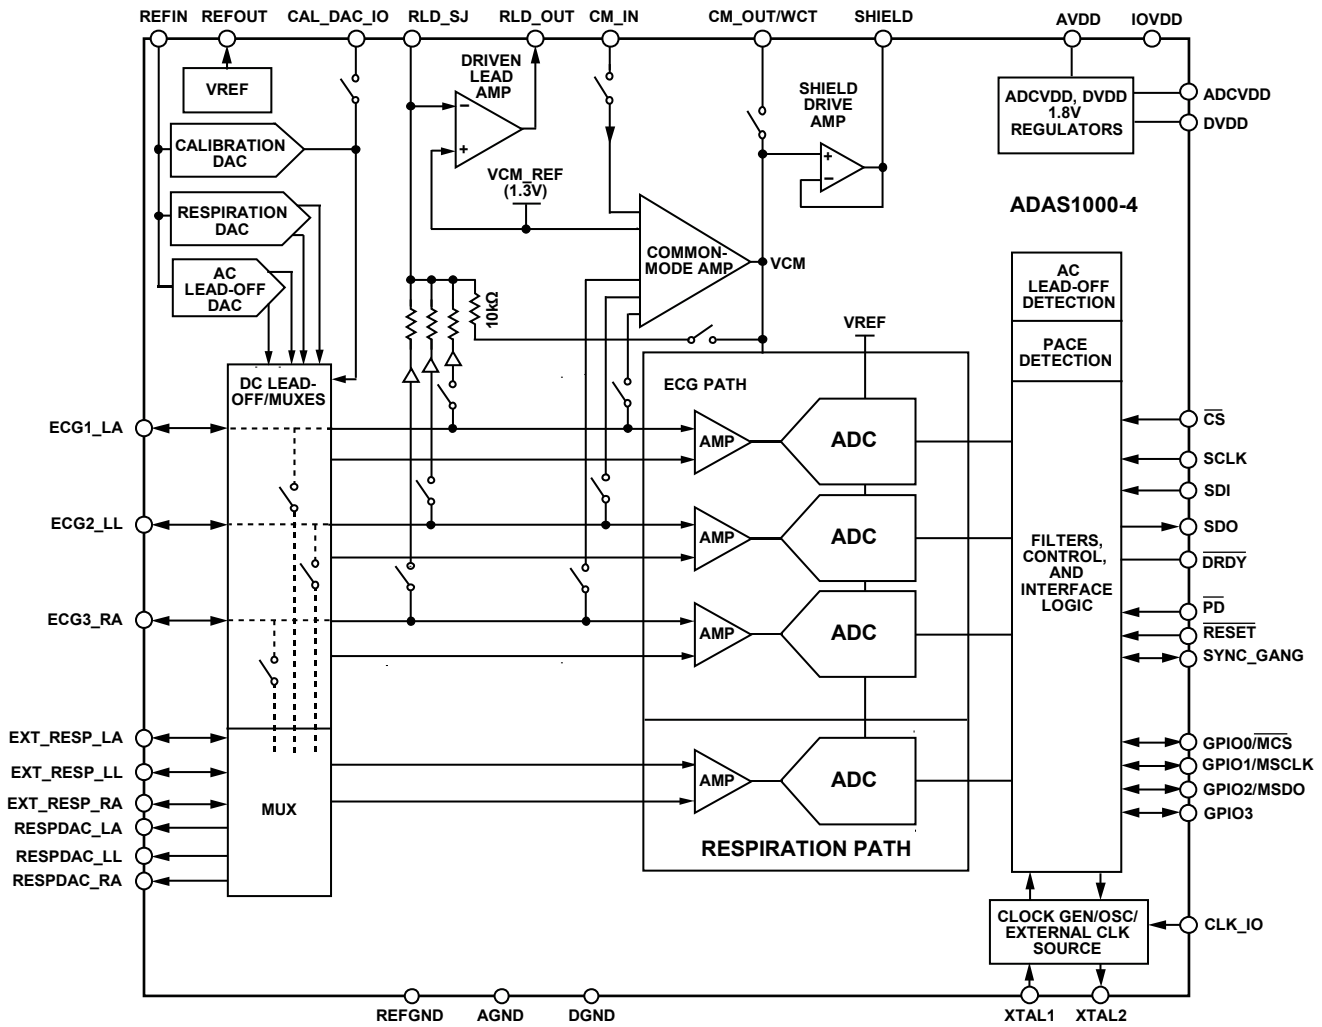 REFIN REFOUT CAL_DAC_IO RLD_SJ RLD_OUT CM_IN CM_OUT/WCT SHIELD AVDD IOVDD
VREF
DRIVEN
LEAD
AMP
SHIELD
DRIVE
AMP
ADCVDD, DVDD
1.8V
REGULATORS
ADCVDD
DVDD
CALIBRATION
DAC
–
+
+
–
VCM_REF
(1.3V)
RESPIRATION
DAC
ADAS1000-4
AC
LEAD-OFF
DAC
COMMON-
MODE AMP
VCM
10kΩ
AC
LEAD-OFF
DETECTION
VREF
PACE
DETECTION
DC LEAD-
OFF/MUXES
ECG PATH
ECG1_LA
AMP
ADC
ECG2_LL
AMP
ADC
ECG3_RA
AMP
ADC
FILTERS,
CONTROL,
AND
INTERFACE
LOGIC
CS
SCLK
SDI
SDO
DRDY
PD
RESET
SYNC_GANG
EXT_RESP_LA
EXT_RESP_LL
EXT_RESP_RA
RESPDAC_LA
RESPDAC_LL
RESPDAC_RA
MUX
AMP
ADC
RESPIRATION PATH
GPIO0/MCS
GPIO1/MSCLK
GPIO2/MSDO
GPIO3
CLOCK GEN/OSC/
EXTERNAL CLK
SOURCE
CLK_IO
REFGND AGND DGND XTAL1 XTAL2